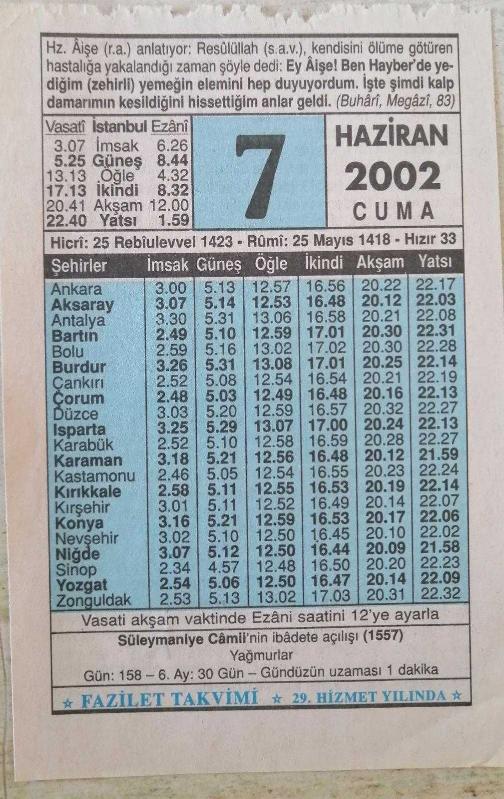 Hz. Âişe (r.a.) anlatıyor: Resûlüllah (s.a.v.), kendisini ölüme götüren
hastalığa yakalandığı zaman şöyle dedi: Ey Âişe! Ben Hayber'de ye-
diğim (zehirli) yemeğin elemini hep duyuyordum. İşte şimdi kalp
damarımın kesildiğini hissettiğim anlar geldi. (Buhârî, Megâzî, 83)
Vasatî İstanbul Ezânî
3.07 İmsak 6.26
5.25 Güneş 8.44
13.13 Öğle 4.32
17.13 İkindi 8.32
20.41 Akşam 12.00
22.40 Yatsı 1.59
7
HAZİRAN
2002
CUMA
Hicrî: 25 Rebîulevvel 1423 - Rûmî: 25 Mayıs 1418 - Hızır 33
Şehirler İmsak Güneş Öğle İkindi Akşam Yatsı
Ankara 3.00 5.13 12.57 16.56 20.22 22.17
Aksaray 3.07 5.14 12.53 16.48 20.12 22.03
Antalya 3.30 5.31 13.06 16.58 20.21 22.08
Bartın 2.49 5.10 12.59 17.01 20.30 22.31
Bolu 2.59 5.16 13.02 17.02 20.30 22.28
Burdur 3.26 5.31 13.08 17.01 20.25 22.14
Çankırı 2.52 5.08 12.54 16.54 20.21 22.19
Çorum 2.48 5.03 12.49 16.48 20.16 22.13
Düzce 3.03 5.20 12.59 16.57 20.32 22.27
Isparta 3.25 5.29 13.07 17.00 20.24 22.13
Karabük 2.52 5.10 12.58 16.59 20.28 22.27
Karaman 3.18 5.21 12.56 16.48 20.12 21.59
Kastamonu 2.46 5.05 12.54 16.55 20.23 22.24
Kırıkkale 2.58 5.11 12.55 16.53 20.19 22.14
Kırşehir 3.01 5.11 12.52 16.49 20.14 22.07
Konya 3.16 5.21 12.59 16.53 20.17 22.06
Nevşehir 3.02 5.10 12.50 16.45 20.10 22.02
Niğde 3.07 5.12 12.50 16.44 20.09 21.58
Sinop 2.34 4.57 12.48 16.50 20.20 22.23
Yozgat 2.54 5.06 12.50 16.47 20.14 22.09
Zonguldak 2.53 5.13 13.02 17.03 20.31 22.32
Vasati akşam vaktinde Ezâni saatini 12'ye ayarla
Süleymaniye Câmii'nin ibâdete açılışı (1557)
Yağmurlar
Gün: 158 – 6. Ay: 30 Gün – Gündüzün uzaması 1 dakika
☆ FAZİLET TAKVİMİ ☆ 29. HİZMET YILINDA ☆